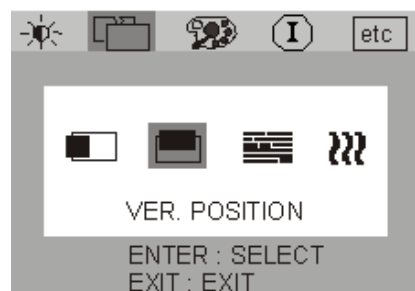 I etc
VER. POSITION
ENTER : SELECT
EXIT : EXIT